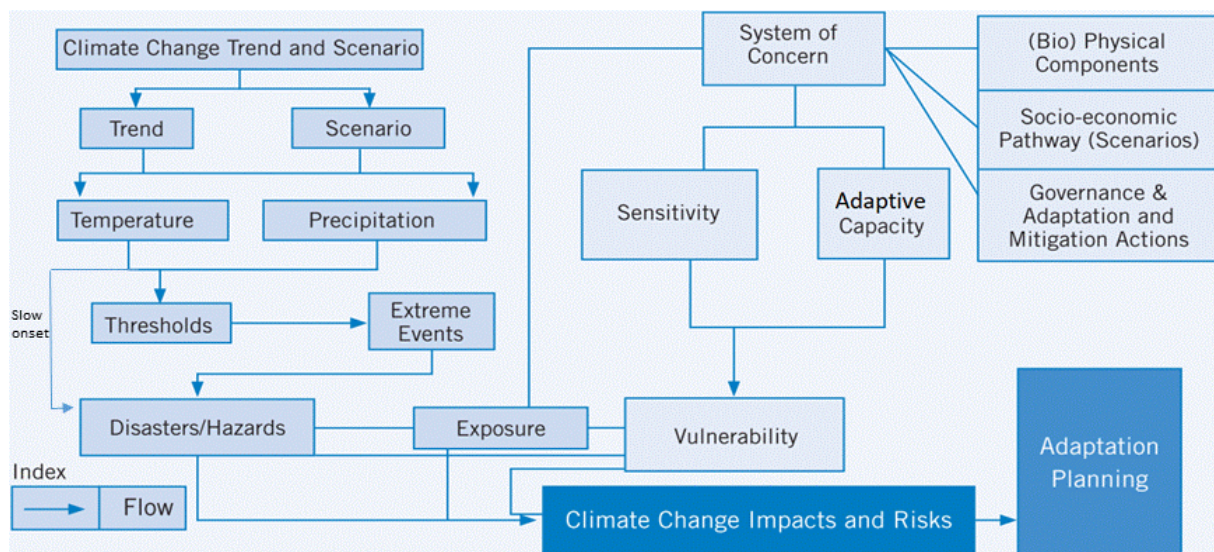 Climate Change Trend and Scenario
Trend
Scenario
Temperature
Precipitation
Slow
onset
Thresholds
Extreme
Events
Disasters/Hazards
Exposure
Index
Flow
System of
Concern
(Bio) Physical
Components
Socio-economic
Pathway (Scenarios)
Governance &
Adaptation and
Mitigation Actions
Sensitivity
Adaptive
Capacity
Vulnerability
Climate Change Impacts and Risks
Adaptation
Planning